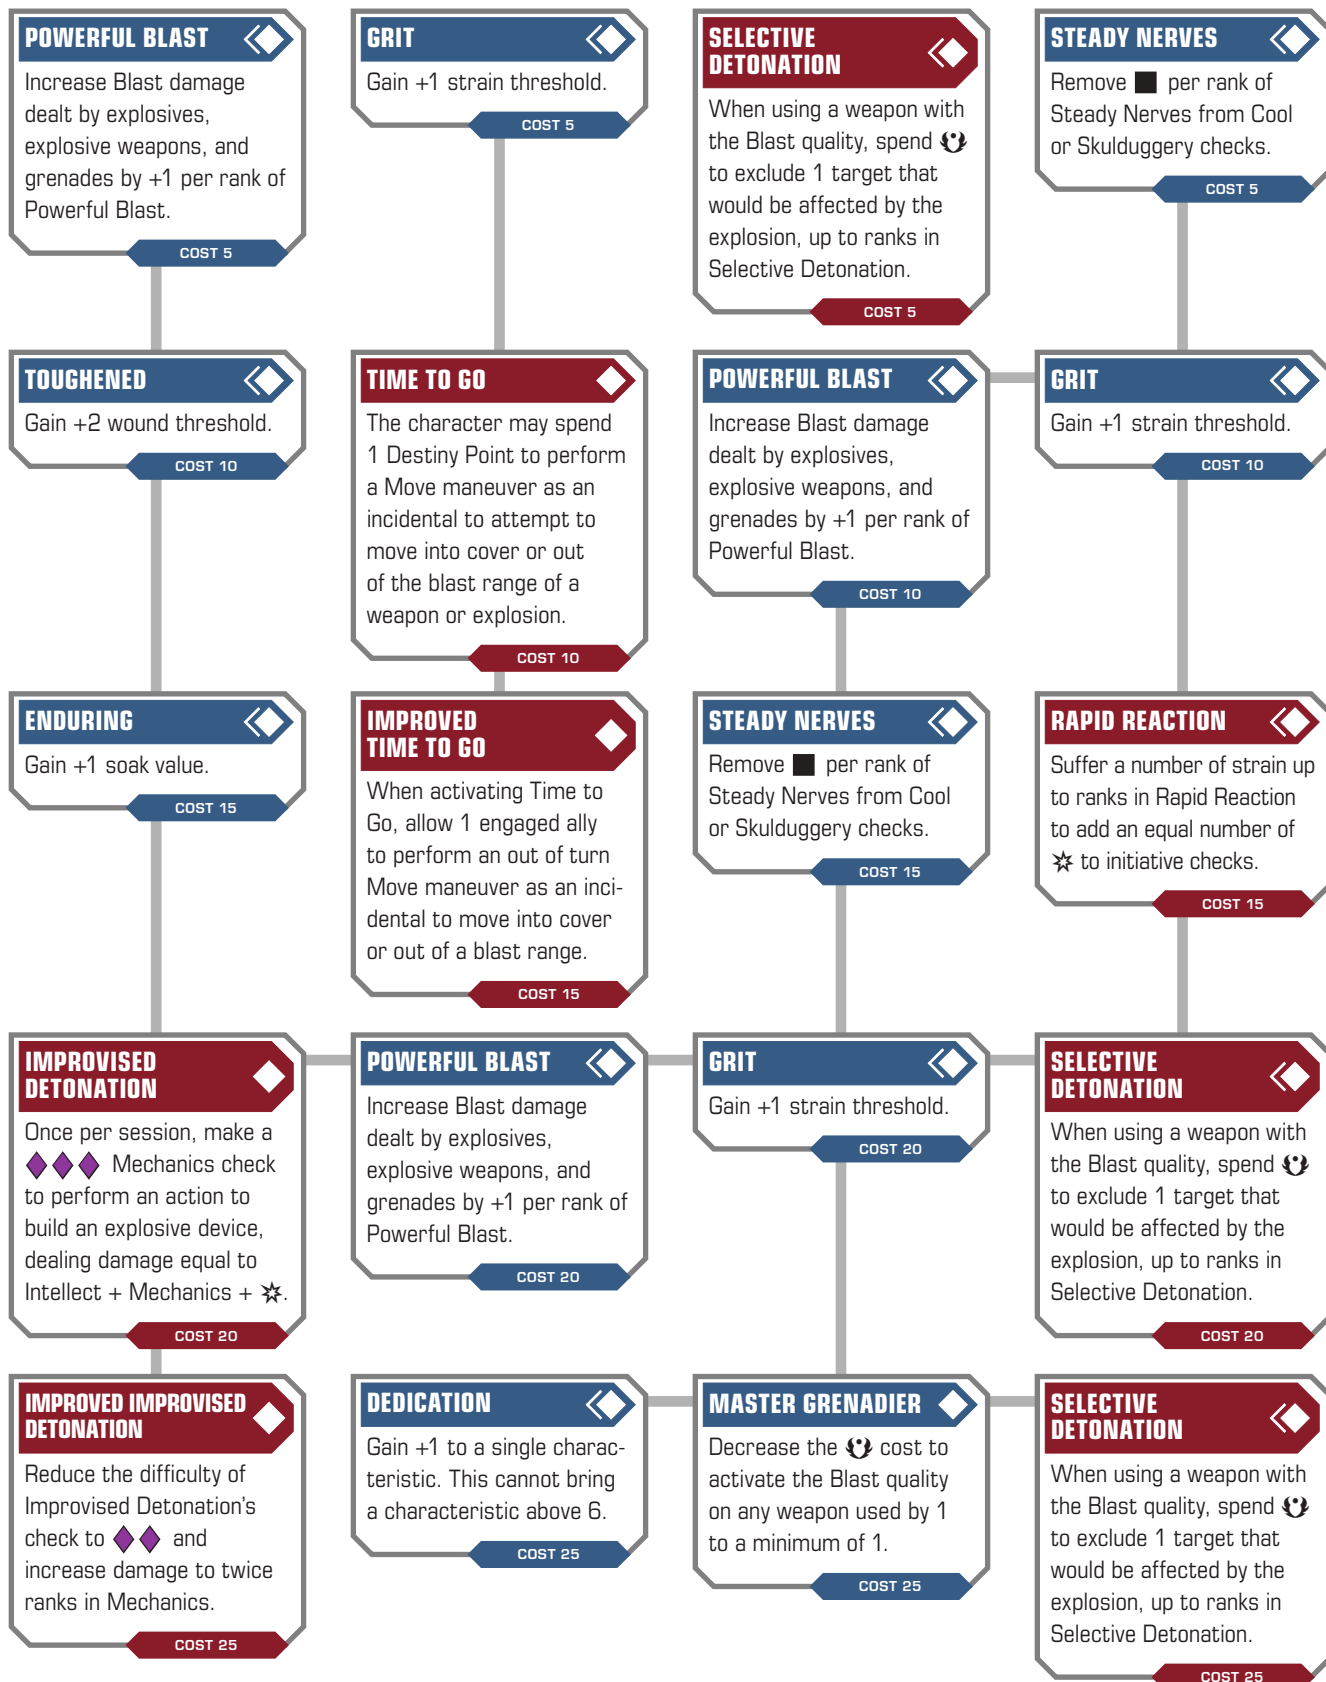 POWERFUL BLAST
Increase Blast damage
dealt by explosives,
explosive weapons, and
grenades by +1 per rank of
Powerful Blast.
COST 5
GRIT
Gain +1 strain threshold.
COST 5
SELECTIVE
DETONATION
When using a weapon with
the Blast quality, spend
to exclude 1 target that
would be affected by the
explosion, up to ranks in
Selective Detonation.
COST 5
STEADY NERVES
Remove ■ per rank of
Steady Nerves from Cool
or Skulduggery checks.
COST 5
TOUGHENED
Gain +2 wound threshold.
COST 10
TIME TO GO
The character may spend
1 Destiny Point to perform
a Move maneuver as an
incidental to attempt to
move into cover or out
of the blast range of a
weapon or explosion.
COST 10
POWERFUL BLAST
Increase Blast damage
dealt by explosives,
explosive weapons, and
grenades by +1 per rank of
Powerful Blast.
COST 10
GRIT
Gain +1 strain threshold.
COST 10
ENDURING
Gain +1 soak value.
COST 15
IMPROVED
TIME TO GO
When activating Time to
Go, allow 1 engaged ally
to perform an out of turn
Move maneuver as an inci-
dental to move into cover
or out of a blast range.
COST 15
STEADY NERVES
Remove ■ per rank of
Steady Nerves from Cool
or Skulduggery checks.
COST 15
RAPID REACTION
Suffer a number of strain up
to ranks in Rapid Reaction
to add an equal number of
to initiative checks.
COST 15
IMPROVISED
DETONATION
Once per session, make a
◆◆◆ Mechanics check
to perform an action to
build an explosive device,
dealing damage equal to
Intellect + Mechanics + .
COST 20
POWERFUL BLAST
Increase Blast damage
dealt by explosives,
explosive weapons, and
grenades by +1 per rank of
Powerful Blast.
COST 20
GRIT
Gain +1 strain threshold.
COST 20
SELECTIVE
DETONATION
When using a weapon with
the Blast quality, spend
to exclude 1 target that
would be affected by the
explosion, up to ranks in
Selective Detonation.
COST 20
IMPROVED IMPROVISED
DETONATION
Reduce the difficulty of
Improvised Detonation's
check to ◆◆ and
increase damage to twice
ranks in Mechanics.
COST 25
DEDICATION
Gain +1 to a single charac-
teristic. This cannot bring
a characteristic above 6.
COST 25
MASTER GRENADIER
Decrease the cost to
activate the Blast quality
on any weapon used by 1
to a minimum of 1.
COST 25
SELECTIVE
DETONATION
When using a weapon with
the Blast quality, spend
to exclude 1 target that
would be affected by the
explosion, up to ranks in
Selective Detonation.
COST 25